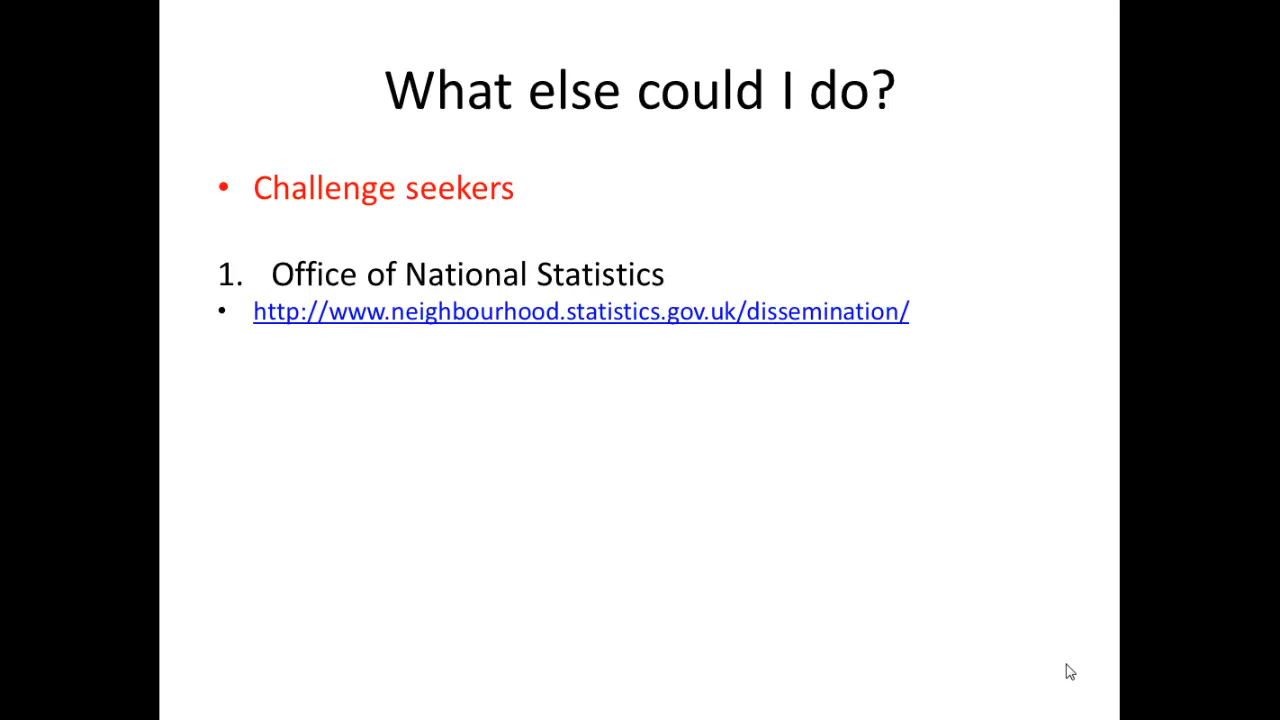 What else could I do?
• Challenge seekers
1. Office of National Statistics
• http://www.neighbourhood.statistics.gov.uk/dissemination/